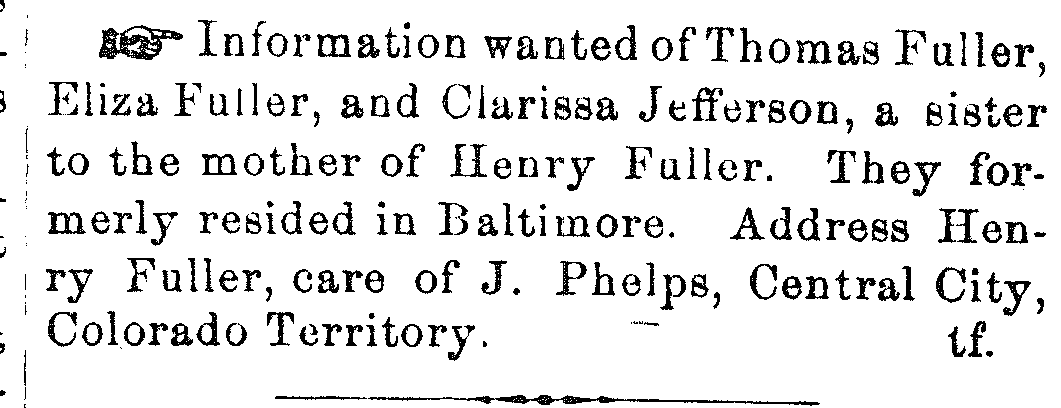 ☞ Information wanted of Thomas Fuller,
Eliza Fuller, and Clarissa Jefferson, a sister
to the mother of Henry Fuller. They for-
merly resided in Baltimore. Address Hen-
ry Fuller, care of J. Phelps, Central City,
Colorado Territory. tf.